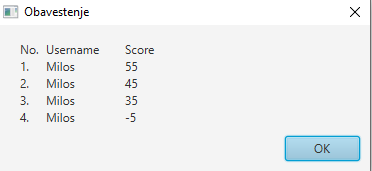 Obavestenje
No. Username Score
1. Milos 55
2. Milos 45
3. Milos 35
4. Milos -5
OK